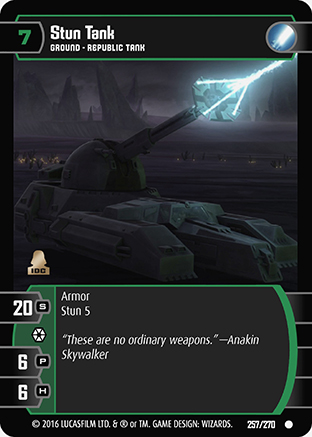 7
Stun Tank
GROUND - REPUBLIC TANK
IDC
20 S
Armor
Stun 5
“These are no ordinary weapons.” —Anakin
Skywalker
6 P
6 H
© 2016 LUCASFILM LTD. & ® or TM. GAME DESIGN: WIZARDS.
257/270